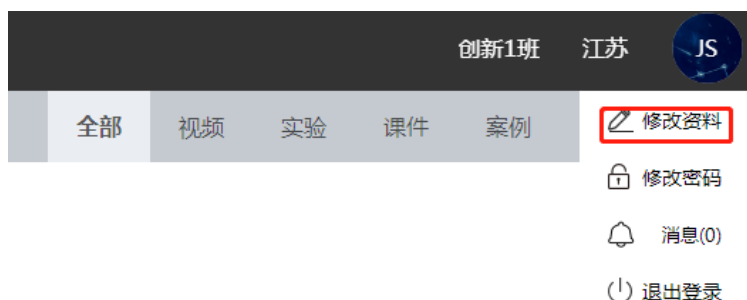 创新1班 江苏 JS
全部 视频 实验 课件 案例
修改资料
修改密码
消息(0)
退出登录